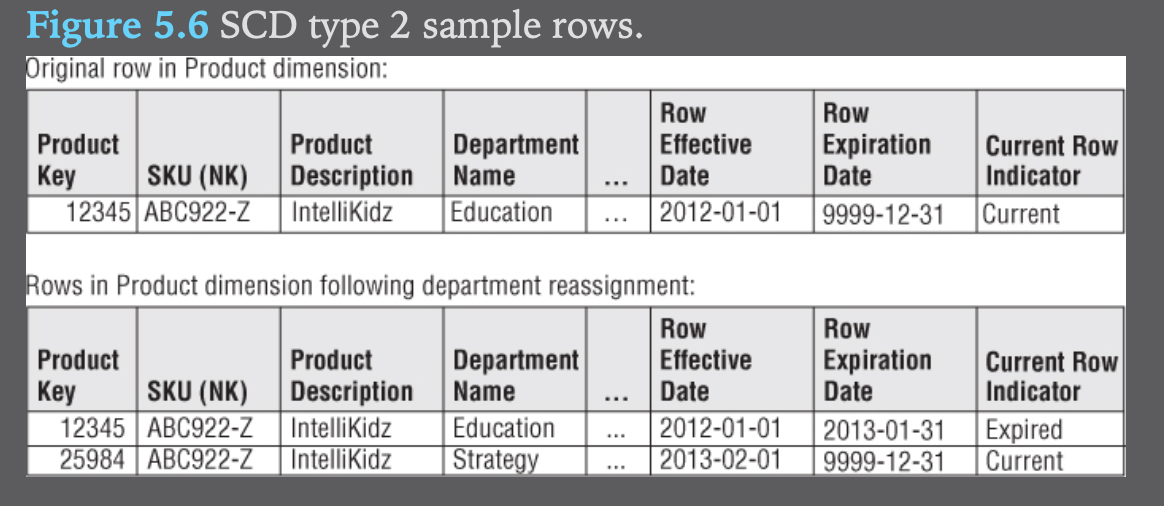 Figure 5.6 SCD type 2 sample rows.
Original row in Product dimension:
Product Key | SKU (NK) | Product Description | Department Name | ... | Row Effective Date | Row Expiration Date | Current Row Indicator
12345 | ABC922-Z | IntelliKidz | Education | ... | 2012-01-01 | 9999-12-31 | Current
Rows in Product dimension following department reassignment:
Product Key | SKU (NK) | Product Description | Department Name | ... | Row Effective Date | Row Expiration Date | Current Row Indicator
12345 | ABC922-Z | IntelliKidz | Education | ... | 2012-01-01 | 2013-01-31 | Expired
25984 | ABC922-Z | IntelliKidz | Strategy | ... | 2013-02-01 | 9999-12-31 | Current